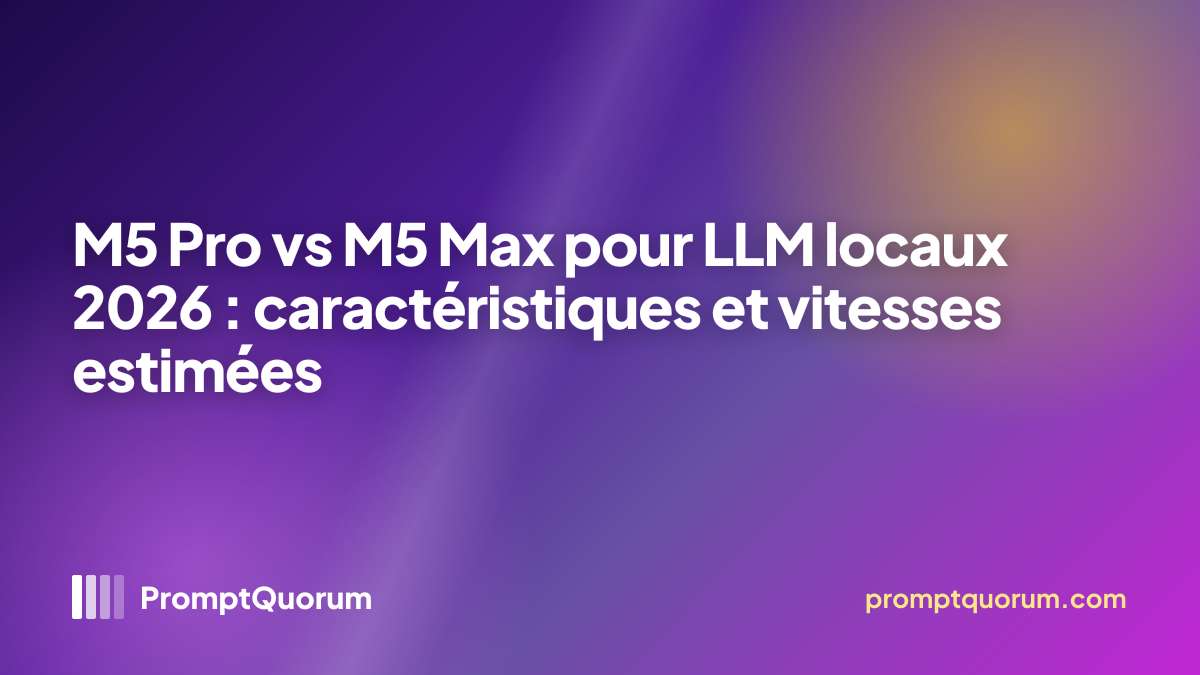 M5 Pro vs M5 Max pour LLM locaux
2026 : caractéristiques et vitesses
estimées
PromptQuorum
promptquorum.com